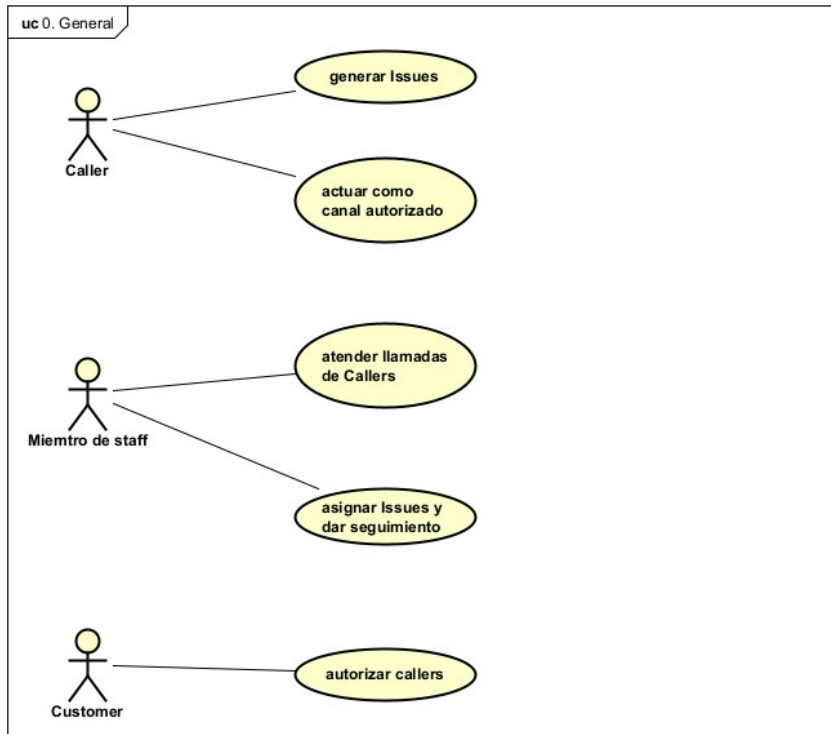 uc 0. General
generar Issues
Caller
actuar como
canal autorizado
atender llamadas
de Callers
Miemtro de staff
asignar Issues y
dar seguimiento
autorizar callers
Customer